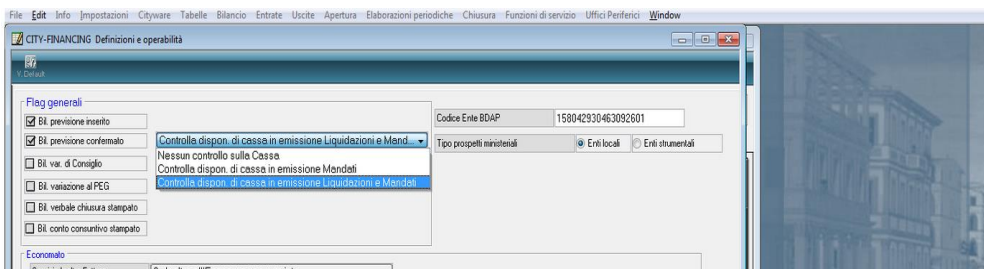 File Edit Info Impostazioni Cityware Tabelle Bilancio Entrate Uscite Apertura Elaborazioni periodiche Chiusura Funzioni di servizio Uffici Periferici Window
CITY-FINANCING Definizioni e operabilità
V. Default
Flag generali
Bil. previsione inserito
Codice Ente BDAP 158042930463092601
Bil. previsione confermato Controlla dispon. di cassa in emissione Liquidazioni e Mand...
Tipo prospetti ministeriali Enti locali Enti strumentali
Nessun controllo sulla Cassa
Bil. var. di Consiglio Controlla dispon. di cassa in emissione Mandati
Controlla dispon. di cassa in emissione Liquidazioni e Mandati
Bil. variazione al PEG
Bil. verbale chiusura stampato
Bil. conto consuntivo stampato
Economato